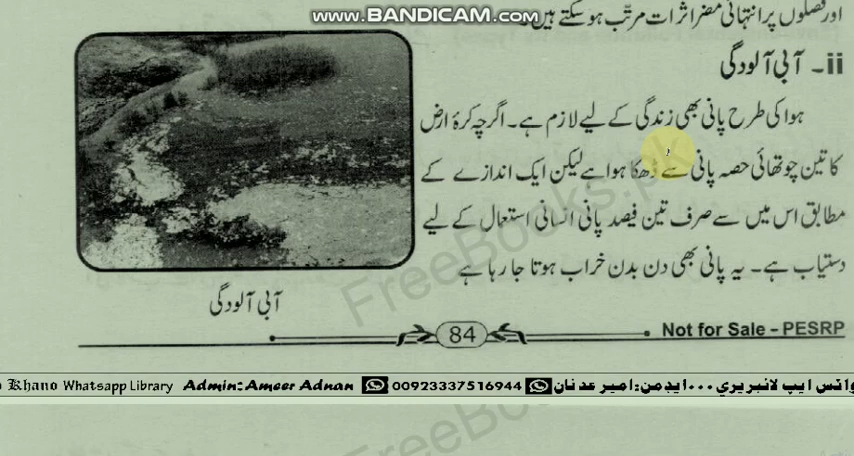 www.BANDICAM.com
اور فصلوں پر انتہائی مضر اثرات مرتّب ہو سکتے ہیں۔
ii۔ آبی آلودگی
ہوا کی طرح پانی بھی زندگی کے لیے لازم ہے۔ اگرچہ کرۂ ارض
کا تین چوتھائی حصہ پانی سے ڈھکا ہوا ہے لیکن ایک اندازے کے
مطابق اس میں سے صرف تین فیصد پانی انسانی استعمال کے لیے
دستیاب ہے۔ یہ پانی بھی دن بدن خراب ہوتا جا رہا ہے
آبی آلودگی
84
Not for Sale – PESRP
Khano Whatsapp Library Admin: Ameer Adnan 00923337516944 واٹس ایپ لائبریری...ایڈمن: امیر عدنان
FreeBooks.pk
FreeBooks